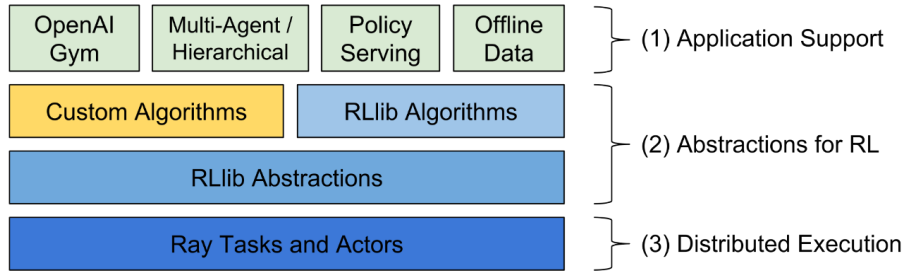 OpenAI
Gym
Multi-Agent /
Hierarchical
Policy
Serving
Offline
Data
(1) Application Support
Custom Algorithms
RLlib Algorithms
(2) Abstractions for RL
RLlib Abstractions
Ray Tasks and Actors
(3) Distributed Execution